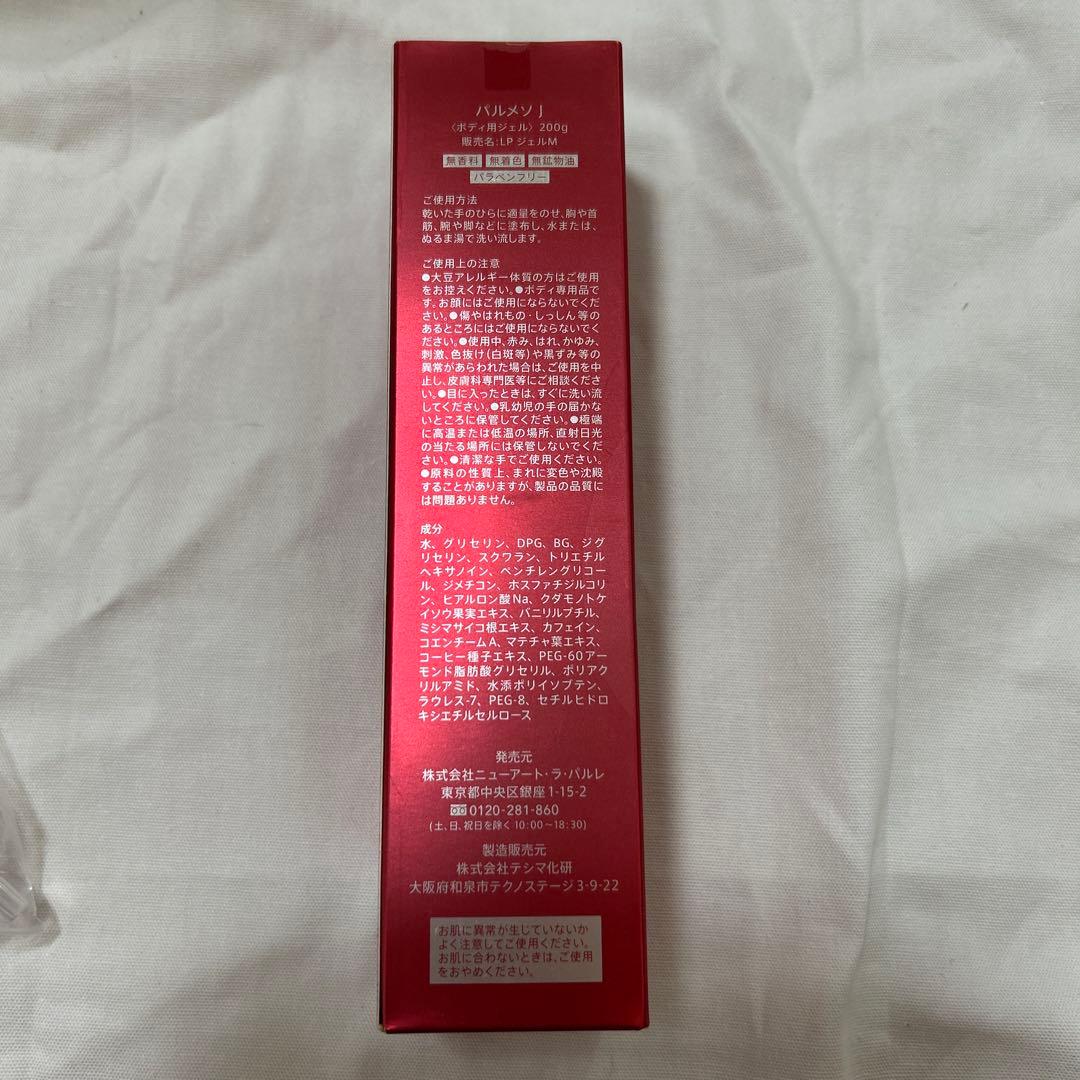 パルメソ J
〈ボディ用ジェル〉200g
販売名:LP ジェルM
無香料 無着色 無鉱物油
パラベンフリー
ご使用方法
乾いた手のひらに適量をのせ、胸や首
筋、腕や脚などに塗布し、水または、
ぬるま湯で洗い流します。
ご使用上の注意
●大豆アレルギー体質の方はご使用
をお控えください。●ボディ専用品で
す。お顔にはご使用にならないでくだ
さい。●傷やはれもの・しっしん等の
あるところにはご使用にならないでく
ださい。●使用中、赤み、はれ、かゆみ、
刺激、色抜け(白斑等)や黒ずみ等の
異常があらわれた場合は、ご使用を中
止し、皮膚科専門医等にご相談くださ
い。●目に入ったときは、すぐに洗い流
してください。●乳幼児の手の届かな
いところに保管してください。●極端
に高温または低温の場所、直射日光
の当たる場所には保管しないでくだ
さい。●清潔な手でご使用ください。
●原料の性質上、まれに変色や沈殿
することがありますが、製品の品質に
は問題ありません。
成分
水、グリセリン、DPG、BG、ジグ
リセリン、スクワラン、トリエチル
ヘキサノイン、ペンチレングリコー
ル、ジメチコン、ホスファチジルコリ
ン、ヒアルロン酸Na、クダモノトケ
イソウ果実エキス、バニリルブチル、
ミシマサイコ根エキス、カフェイン、
コエンチームA、マテチャ葉エキス、
コーヒー種子エキス、PEG-60アー
モンド脂肪酸グリセリル、ポリアク
リルアミド、水添ポリイソブテン、
ラウレス-7、PEG-8、セチルヒドロ
キシエチルセルロース
発売元
株式会社ニューアート・ラ・パルレ
東京都中央区銀座1-15-2
0120-281-860
(土、日、祝日を除く10:00～18:30)
製造販売元
株式会社テシマ化研
大阪府和泉市テクノステージ3-9-22
お肌に異常が生じていないか
よく注意してご使用ください。
お肌に合わないときは、ご使用
をおやめください。